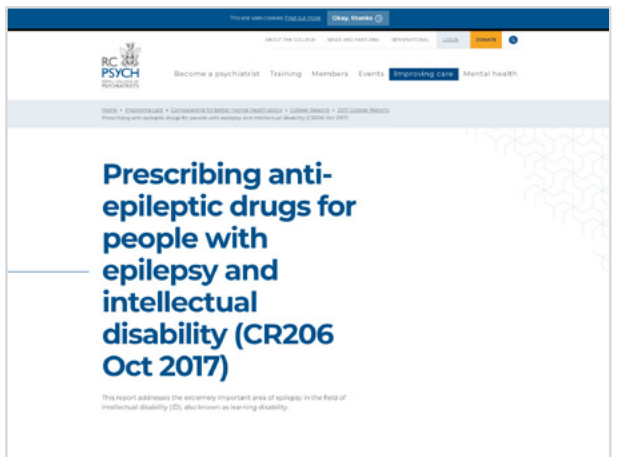 This site uses cookies Find out more Okay, thanks
ABOUT THE COLLEGE NEWS AND FEATURES INTERNATIONAL LOGIN DONATE
RC
PSYCH
ROYAL COLLEGE OF
PSYCHIATRISTS
Become a psychiatrist Training Members Events Improving care Mental health
Home Improving care Campaigning for better mental health policy College Reports 2017 College Reports
Prescribing anti-epileptic drugs for people with epilepsy and intellectual disability (CR206 Oct 2017)
Prescribing anti-
epileptic drugs for
people with
epilepsy and
intellectual
disability (CR206
Oct 2017)
This report addresses the extremely important area of epilepsy in the field of
intellectual disability (ID), also known as learning disability.